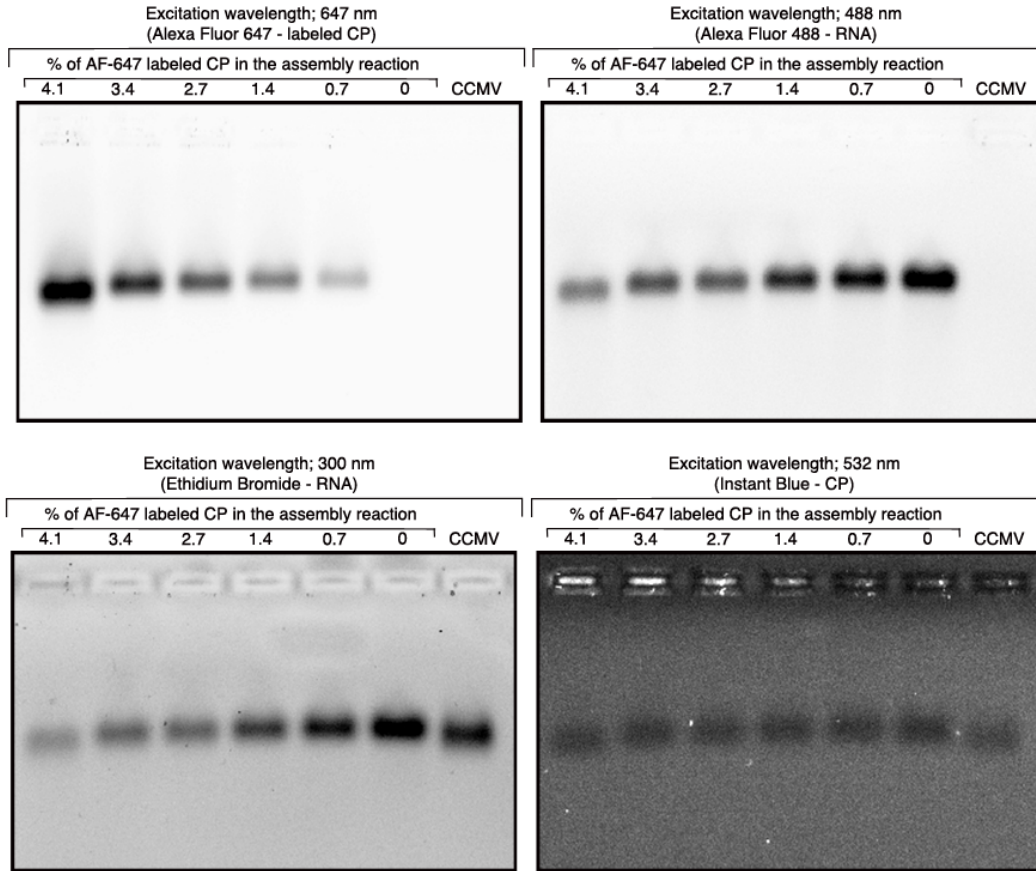 Excitation wavelength; 647 nm
(Alexa Fluor 647 - labeled CP)
% of AF-647 labeled CP in the assembly reaction
4.1 3.4 2.7 1.4 0.7 0 CCMV
Excitation wavelength; 488 nm
(Alexa Fluor 488 - RNA)
% of AF-647 labeled CP in the assembly reaction
4.1 3.4 2.7 1.4 0.7 0 CCMV
Excitation wavelength; 300 nm
(Ethidium Bromide - RNA)
% of AF-647 labeled CP in the assembly reaction
4.1 3.4 2.7 1.4 0.7 0 CCMV
Excitation wavelength; 532 nm
(Instant Blue - CP)
% of AF-647 labeled CP in the assembly reaction
4.1 3.4 2.7 1.4 0.7 0 CCMV